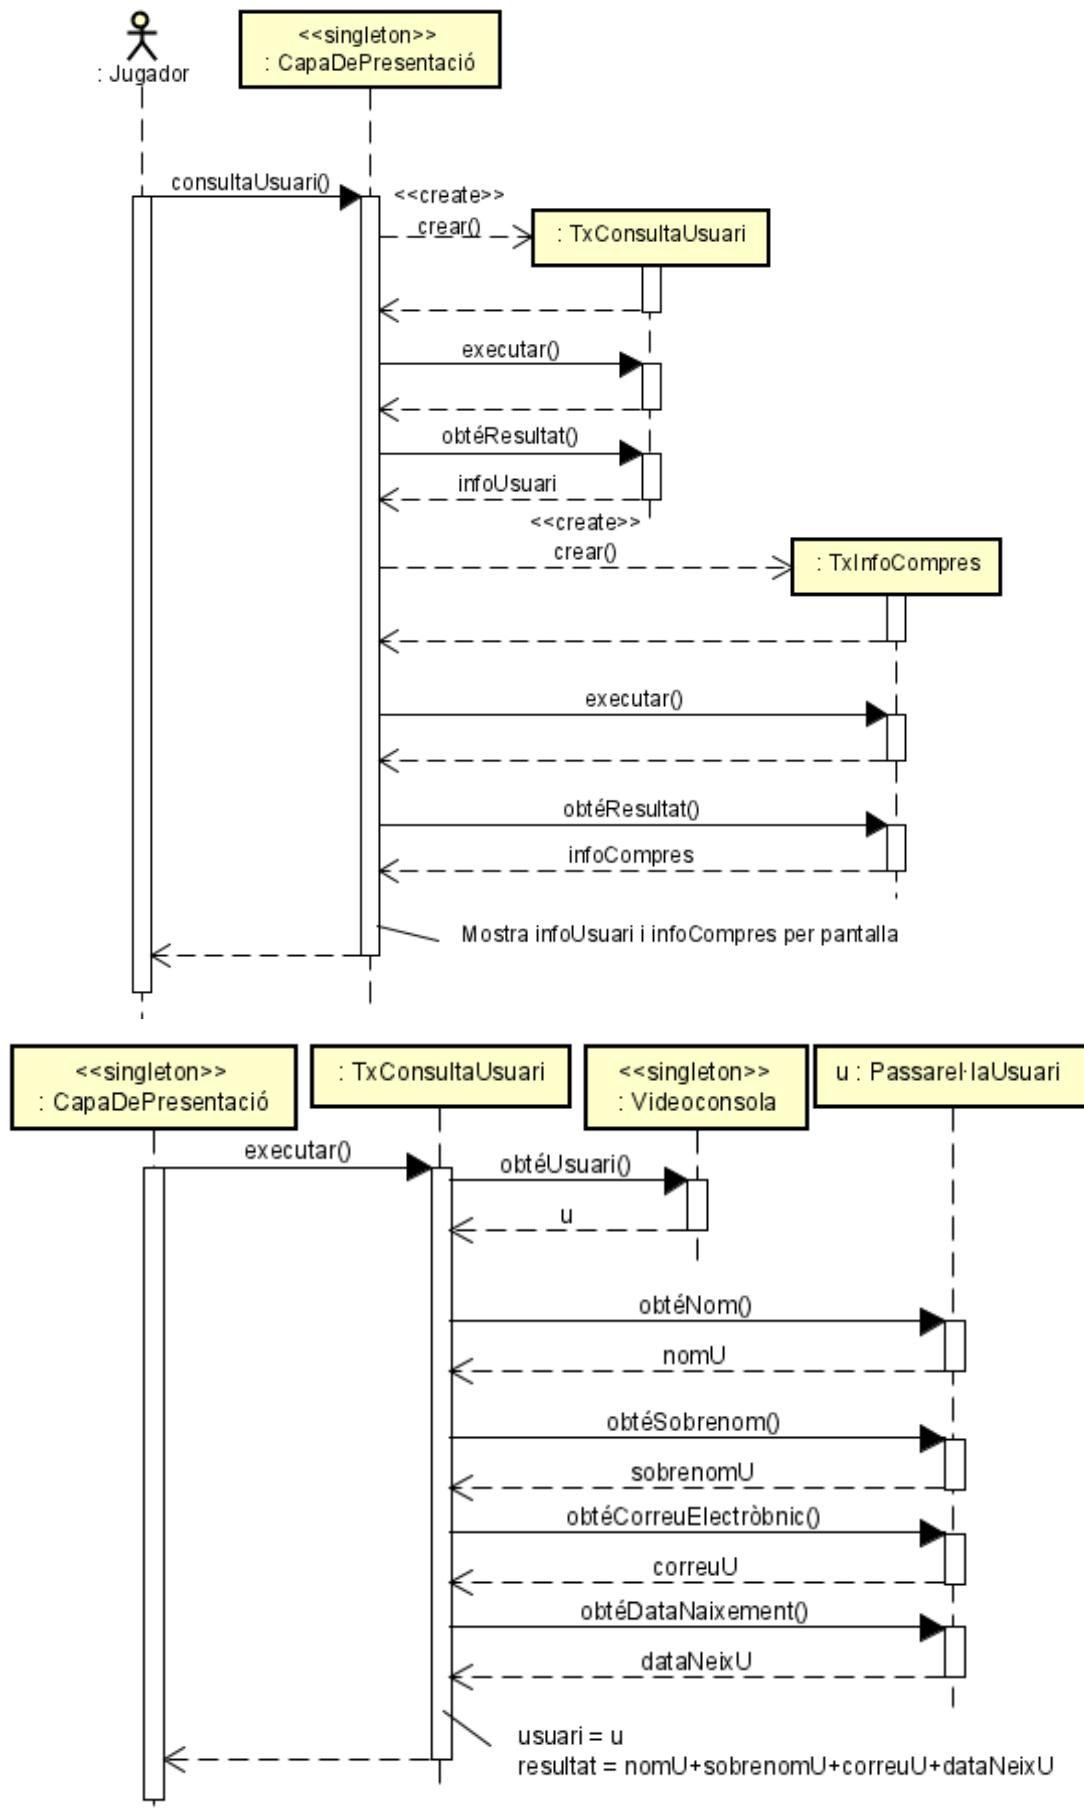 <<singleton>>
: CapaDePresentació
: Jugador
consultaUsuari()
<<create>>
crear()
: TxConsultaUsuari
executar()
obtéResultat()
infoUsuari
<<create>>
crear()
: TxInfoCompres
executar()
obtéResultat()
infoCompres
Mostra infoUsuari i infoCompres per pantalla
<<singleton>>
: CapaDePresentació
: TxConsultaUsuari
<<singleton>>
: Videoconsola
u : Passarel·laUsuari
executar()
obtéUsuari()
u
obtéNom()
nomU
obtéSobrenom()
sobrenomU
obtéCorreuElectròbnic()
correuU
obtéDataNaixement()
dataNeixU
usuari = u
resultat = nomU+sobrenomU+correuU+dataNeixU